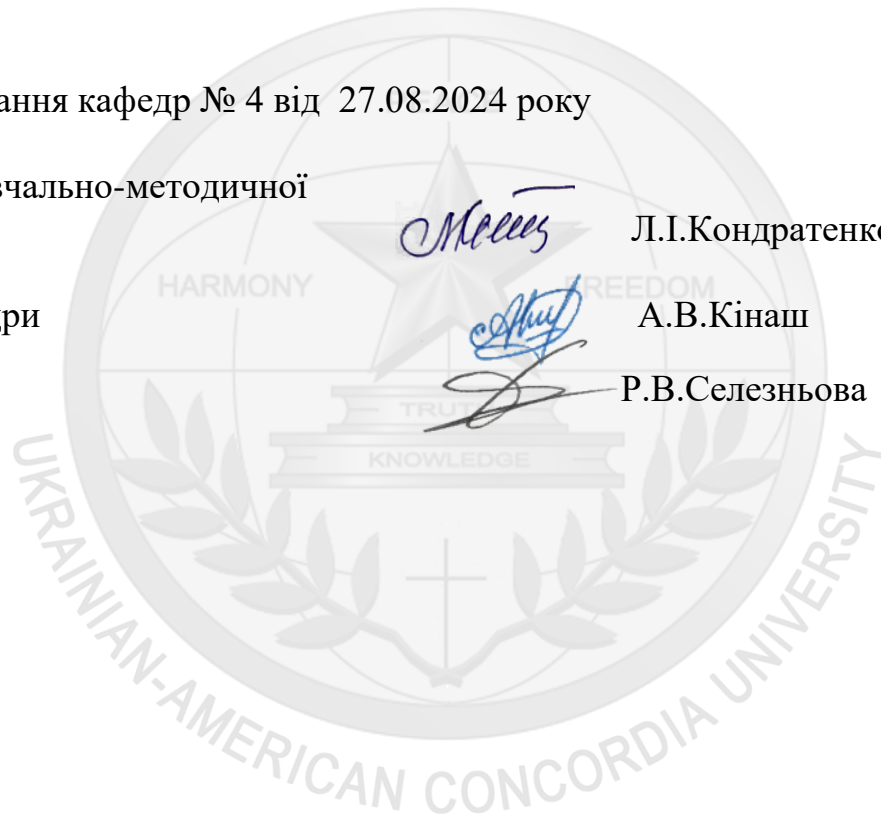 ання кафедр № 4 від 27.08.2024 року
вчально-методичної
Л.І.Кондратенко
дри
А.В.Кінаш
Р.В.Селезньова
HARMONY
FREEDOM
TRUTH
KNOWLEDGE
UKRAINIAN-AMERICAN CONCORDIA UNIVERSITY